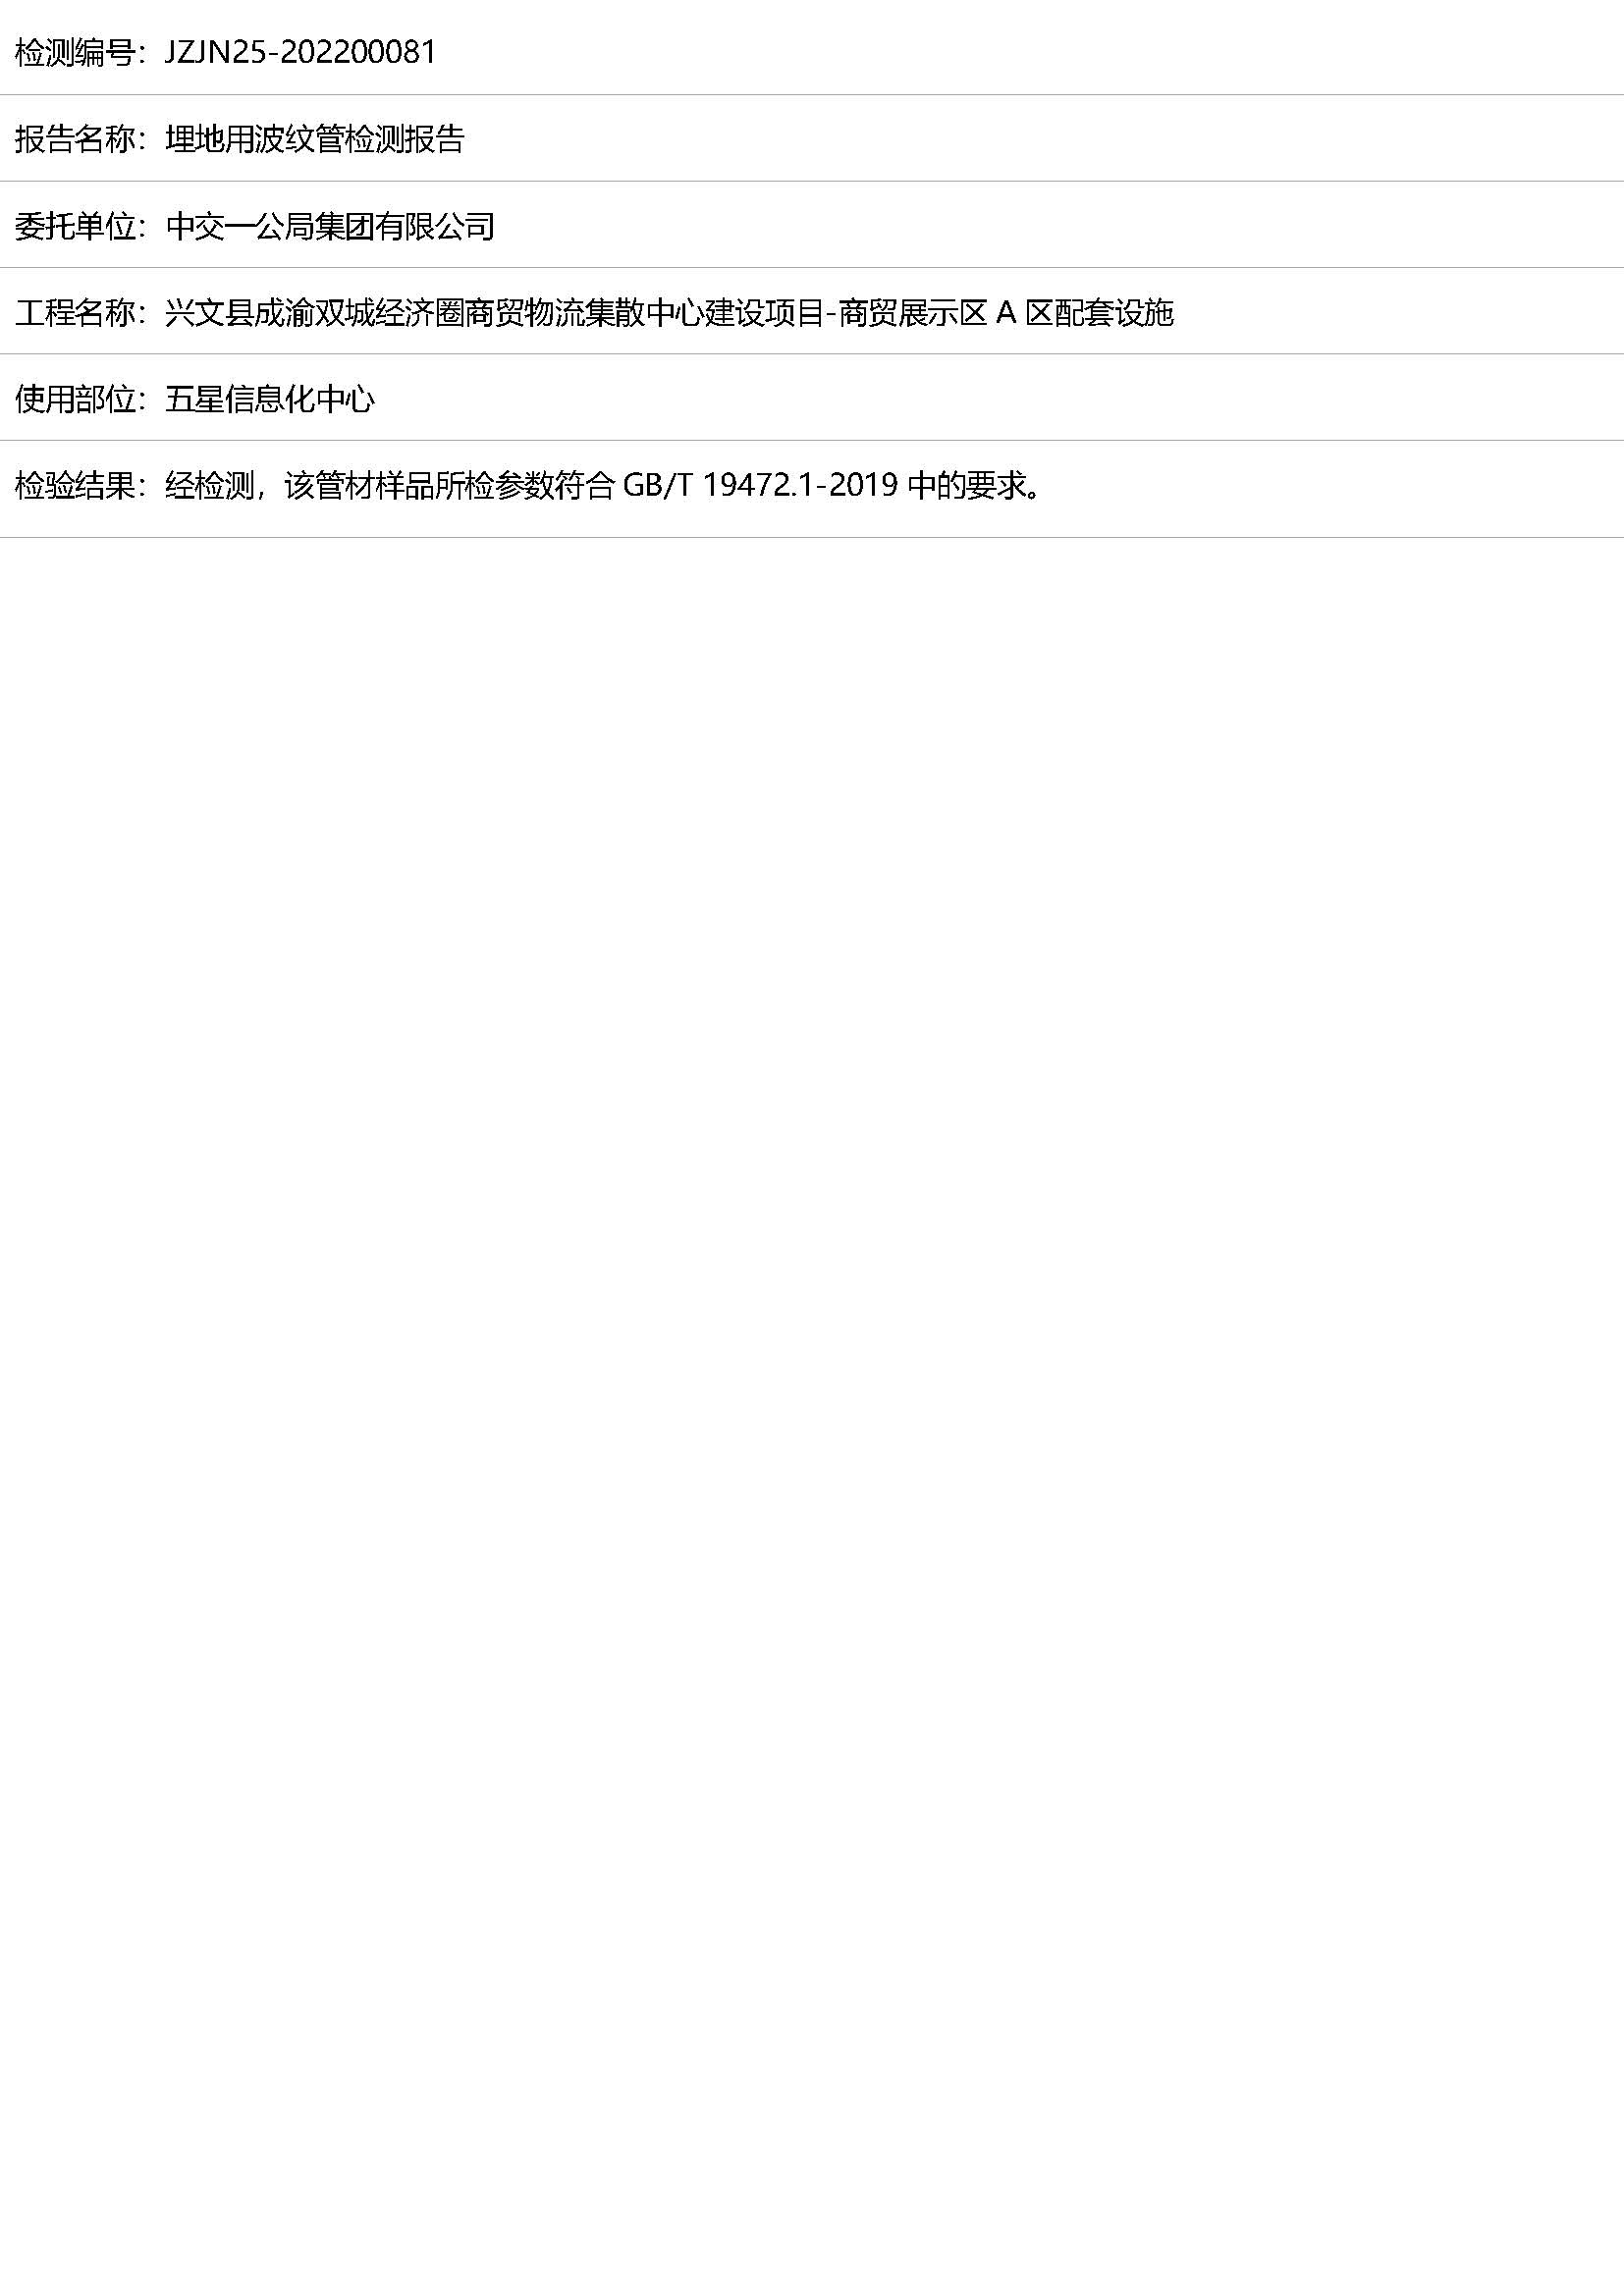 检测编号：JZJN25-202200081
报告名称：埋地用波纹管检测报告
委托单位：中交一公局集团有限公司
工程名称：兴文县成渝双城经济圈商贸物流集散中心建设项目-商贸展示区 A 区配套设施
使用部位：五星信息化中心
检验结果：经检测，该管材样品所检参数符合 GB/T 19472.1-2019 中的要求。